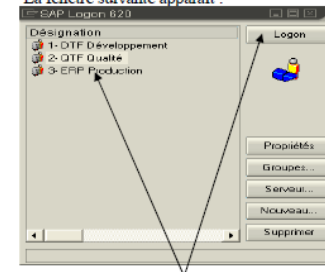 La fenêtre suivante apparaît :
SAP Logon 620
Désignation
1- DTF Développement
2- QTF Qualité
3- ERP Production
Logon
Propriétés
Groupes...
Serveur...
Nouveau...
Supprimer